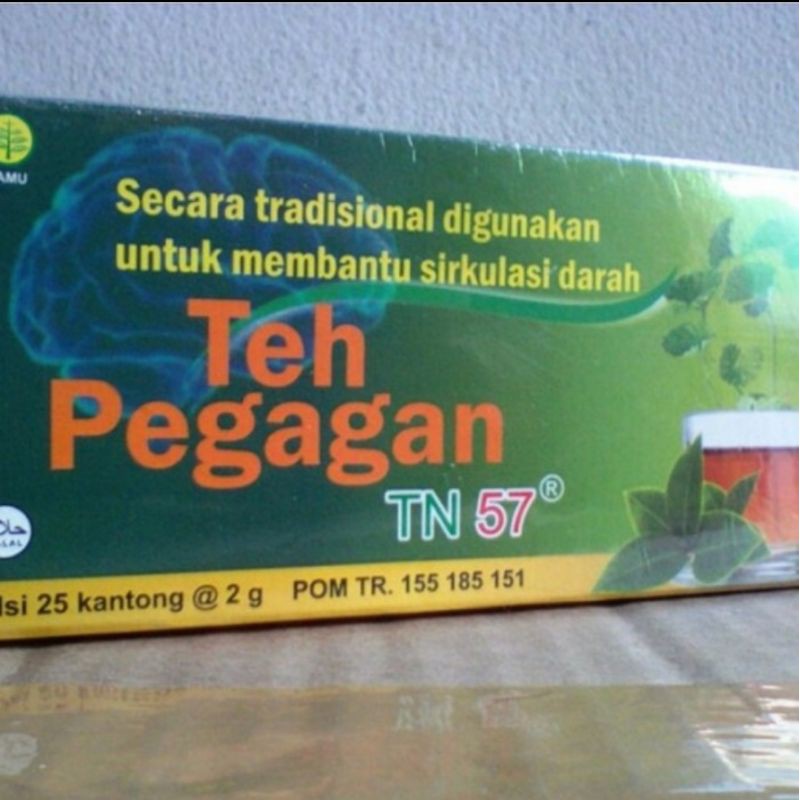 Secara tradisional digunakan
untuk membantu sirkulasi darah
Teh
Pegagan
TN 57®
Isi 25 kantong @ 2 g POM TR. 155 185 151